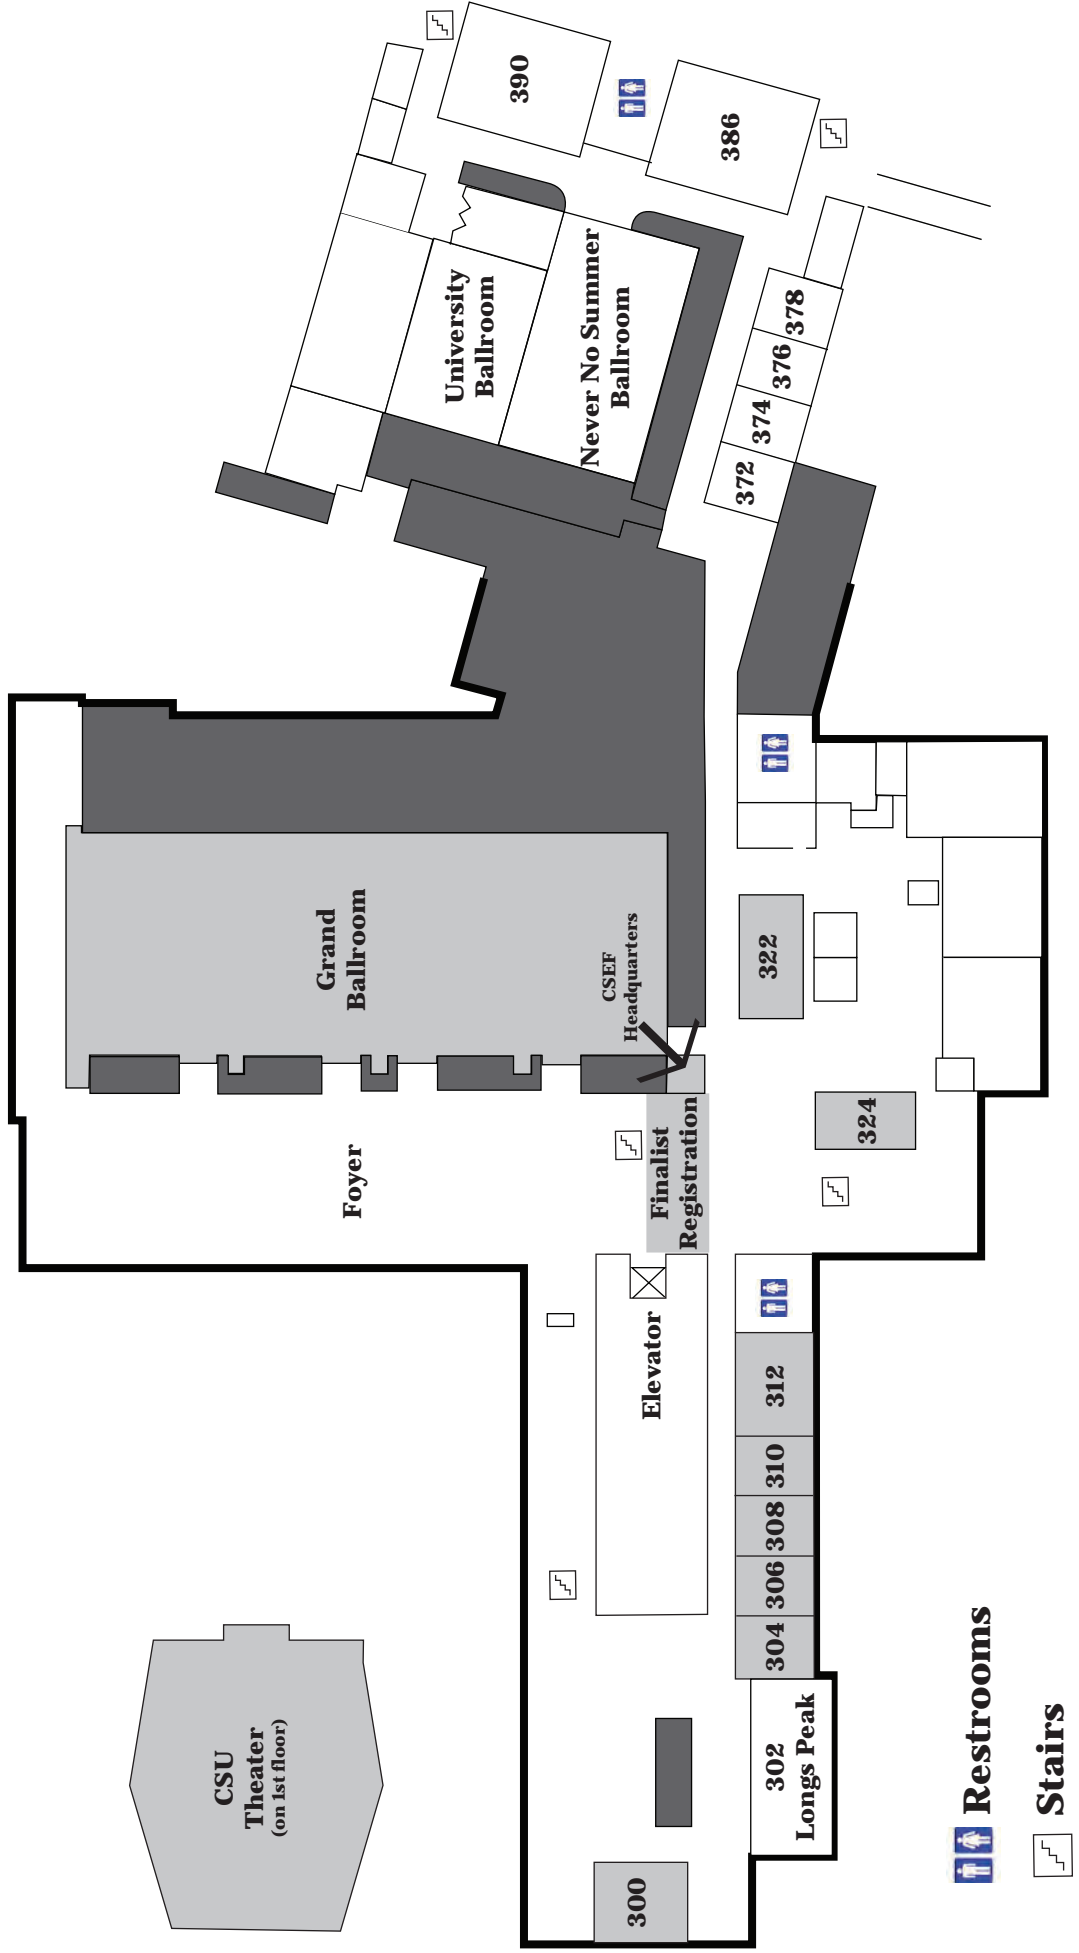 390
386
University
Ballroom
Never No Summer
Ballroom
378
376
374
372
Grand
Ballroom
CSEF
Headquarters
322
324
Foyer
Finalist
Registration
Elevator
312
310
308
306
304
302
Longs Peak
300
CSU
Theater
(on 1st floor)
Restrooms
Stairs